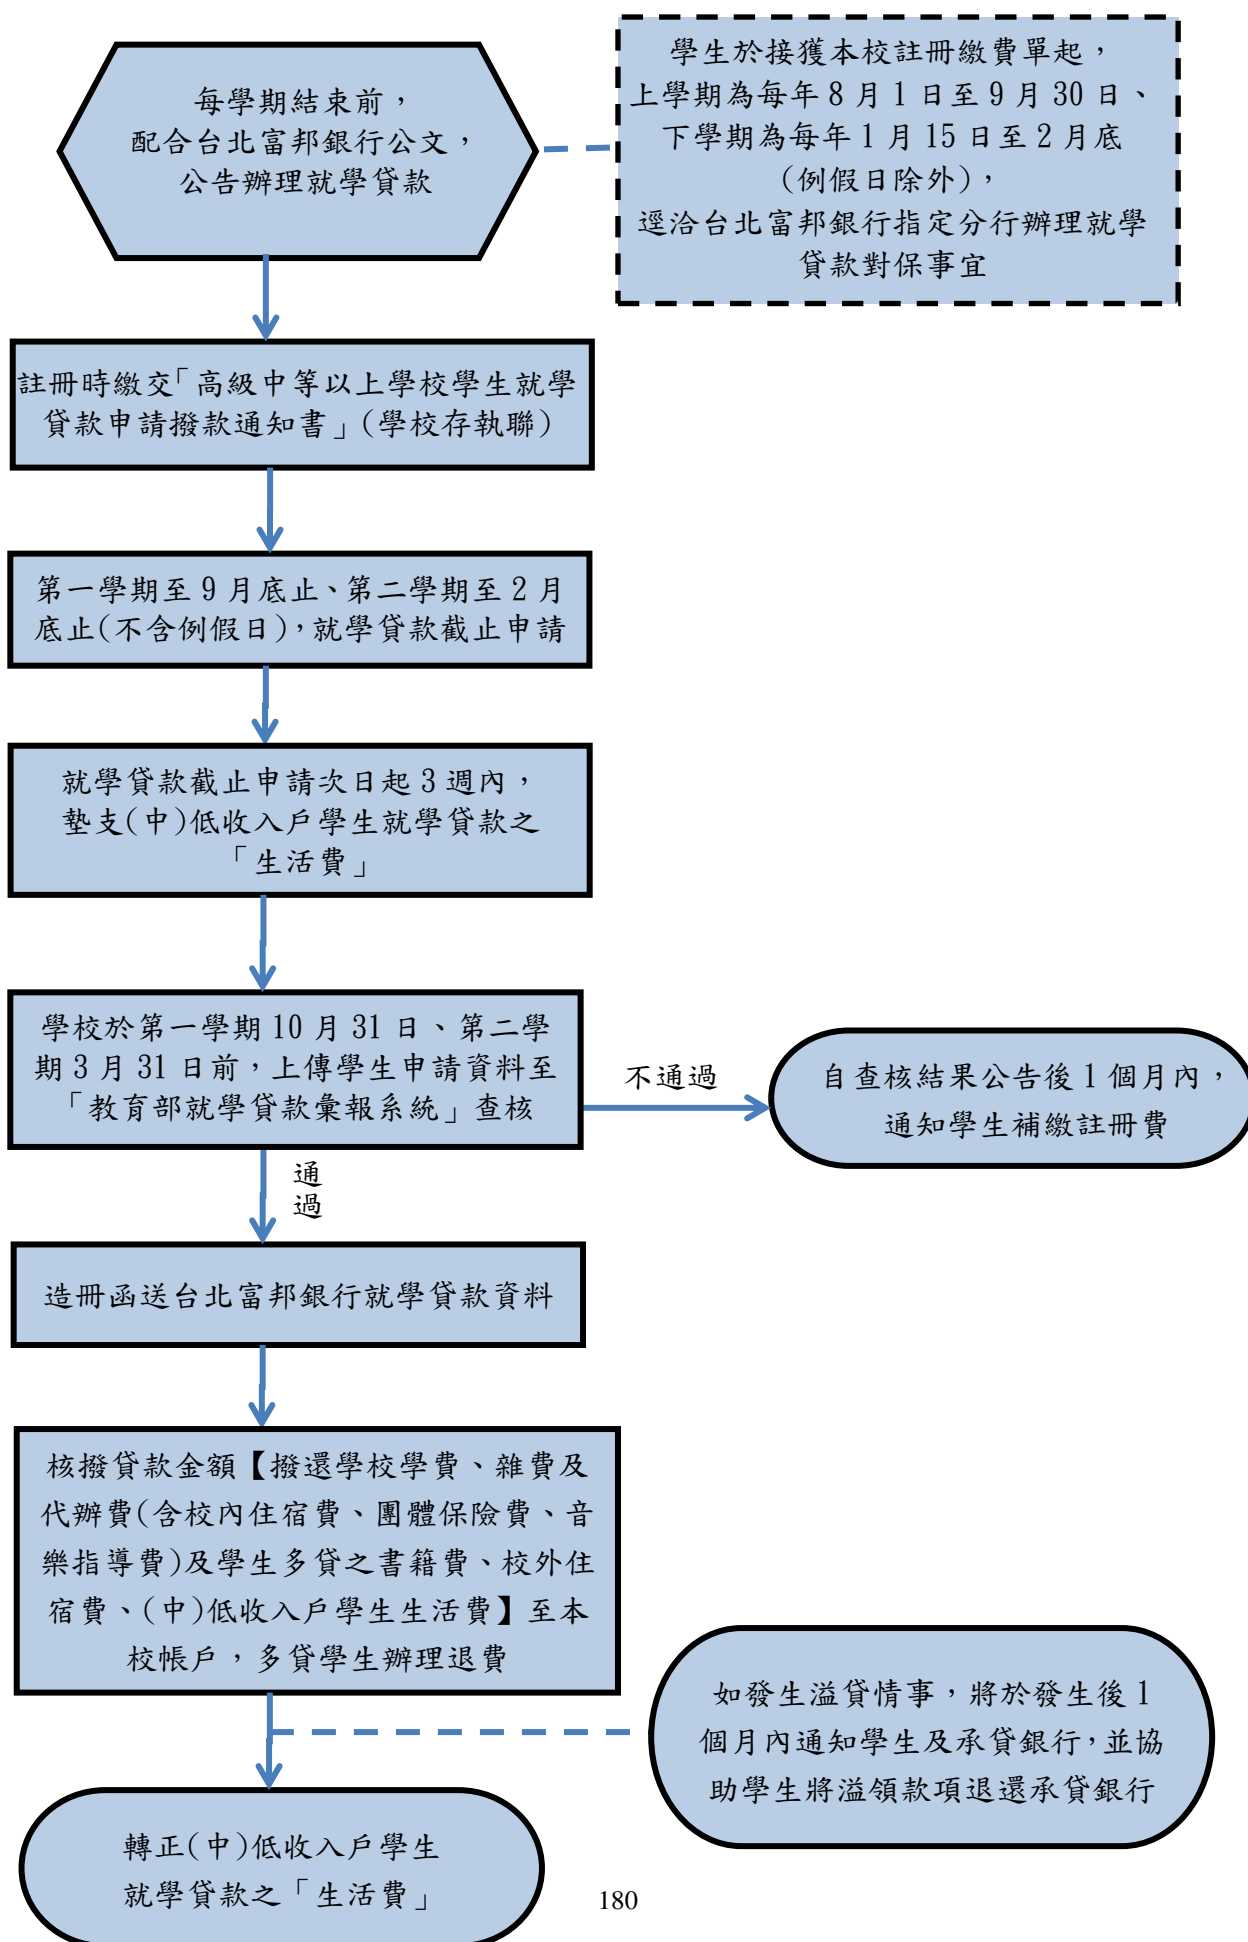 每學期結束前，
配合台北富邦銀行公文，
公告辦理就學貸款
學生於接獲本校註冊繳費單起，
上學期為每年 8 月 1 日至 9 月 30 日、
下學期為每年 1 月 15 日至 2 月底
(例假日除外)，
逕洽台北富邦銀行指定分行辦理就學
貸款對保事宜
註冊時繳交「高級中等以上學校學生就學
貸款申請撥款通知書」(學校存執聯)
第一學期至 9 月底止、第二學期至 2 月
底止(不含例假日)，就學貸款截止申請
就學貸款截止申請次日起 3 週內，
墊支(中)低收入戶學生就學貸款之
「生活費」
學校於第一學期 10 月 31 日、第二學
期 3 月 31 日前，上傳學生申請資料至
「教育部就學貸款彙報系統」查核
不通過
自查核結果公告後 1 個月內，
通知學生補繳註冊費
通
過
造冊函送台北富邦銀行就學貸款資料
核撥貸款金額【撥還學校學費、雜費及
代辦費(含校內住宿費、團體保險費、音
樂指導費)及學生多貸之書籍費、校外住
宿費、(中)低收入戶學生生活費】至本
校帳戶，多貸學生辦理退費
如發生溢貸情事，將於發生後 1
個月內通知學生及承貸銀行，並協
助學生將溢領款項退還承貸銀行
轉正(中)低收入戶學生
就學貸款之「生活費」
180